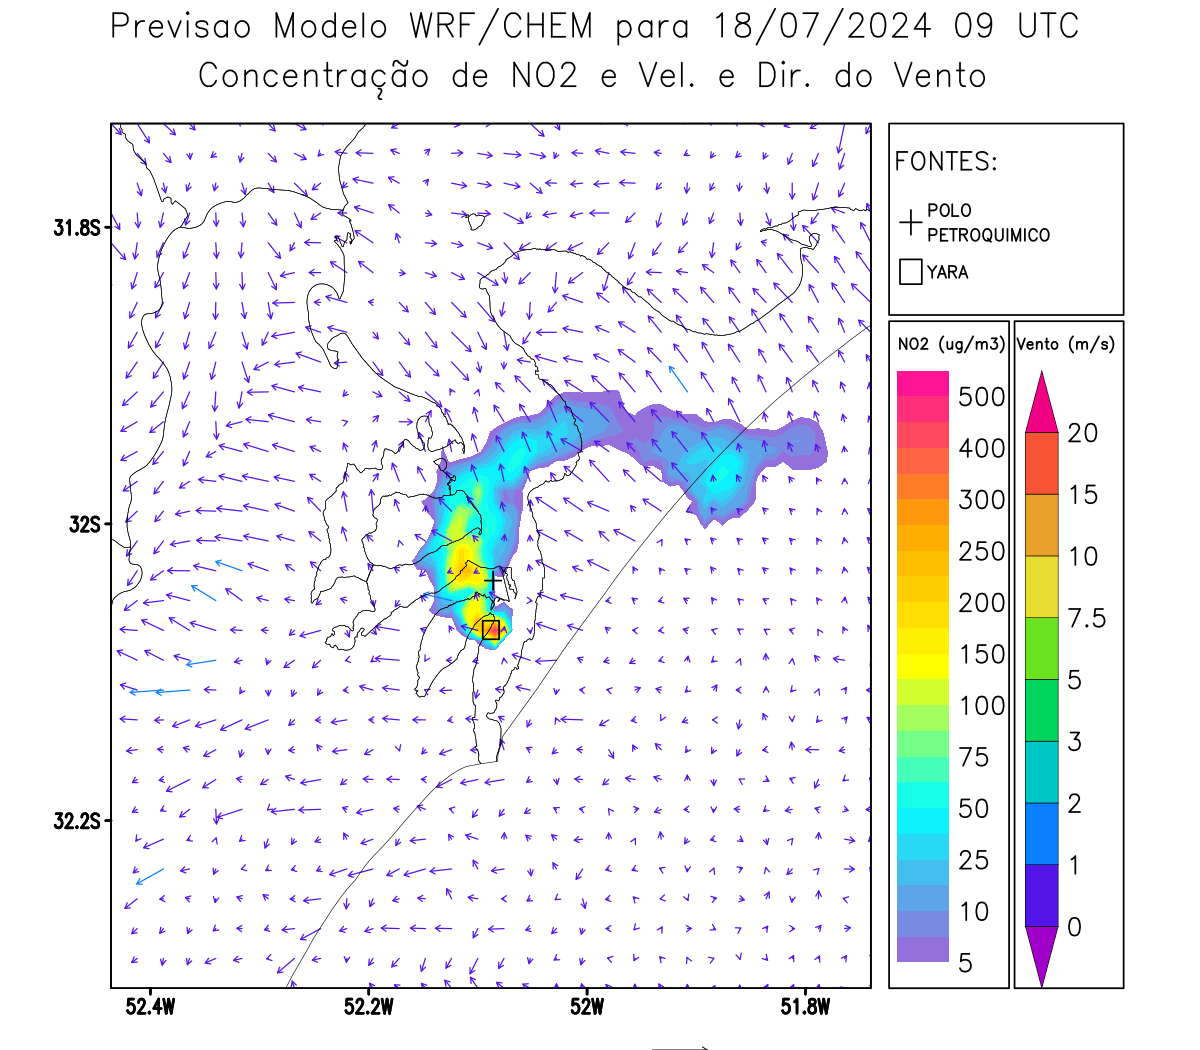 Previsao Modelo WRF/CHEM para 18/07/2024 09 UTC
Concentração de NO2 e Vel. e Dir. do Vento
FONTES:
POLO
PETROQUIMICO
YARA
31.8S
32S
32.2S
52.4W
52.2W
52W
51.8W
NO2 (ug/m3)
500
400
300
250
200
150
100
75
50
25
10
5
Vento (m/s)
20
15
10
7.5
5
3
2
1
0